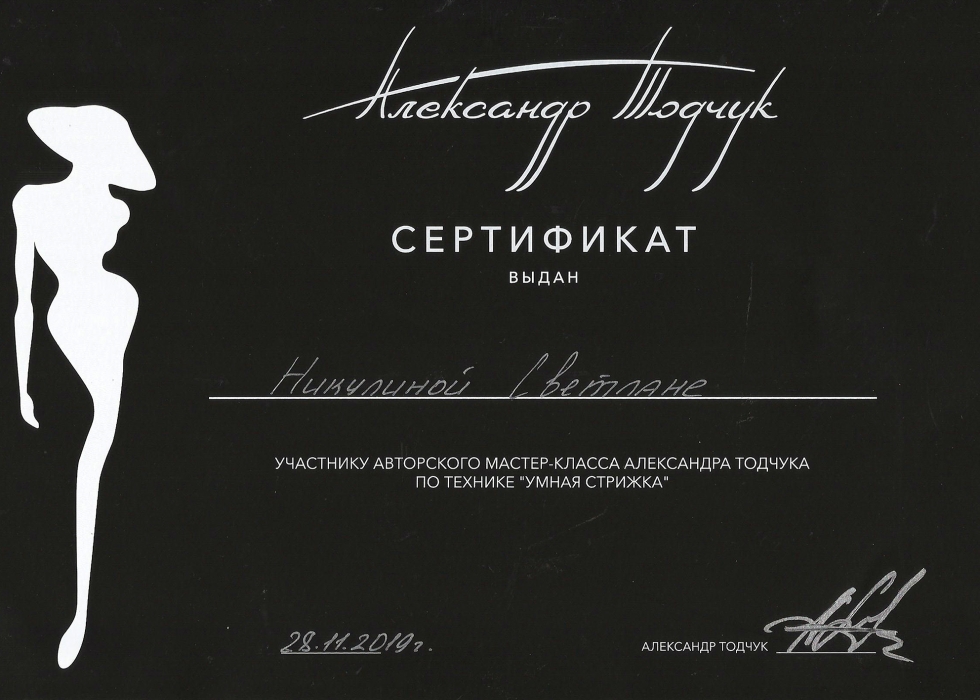 Александр Тодчук
СЕРТИФИКАТ
ВЫДАН
Никулиной Светлане
УЧАСТНИКУ АВТОРСКОГО МАСТЕР-КЛАССА АЛЕКСАНДРА ТОДЧУКА
ПО ТЕХНИКЕ "УМНАЯ СТРИЖКА"
28.11.2019г.
АЛЕКСАНДР ТОДЧУК